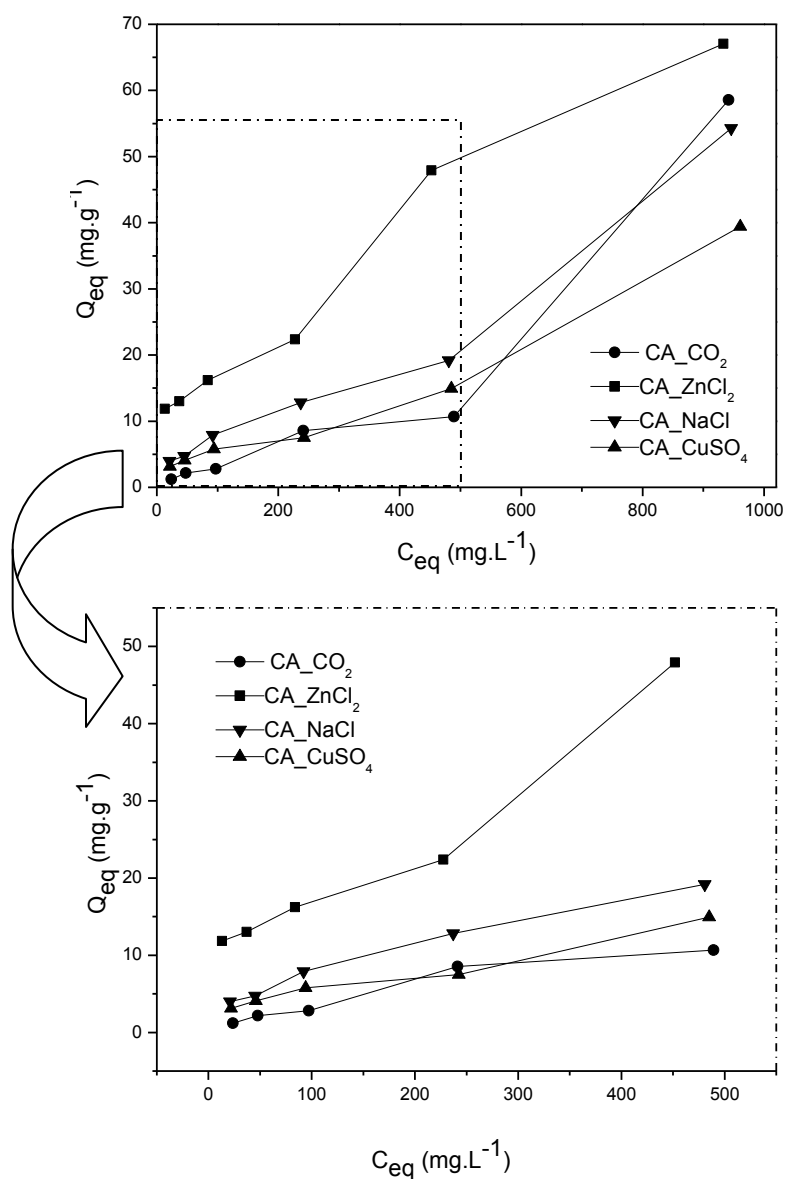 70
60
50
40
30
20
10
0
Q_eq (mg.g^-1)
CA_CO₂
CA_ZnCl₂
CA_NaCl
CA_CuSO₄
0 200 400 600 800 1000
C_eq (mg.L^-1)
50
40
30
20
10
0
Q_eq (mg.g^-1)
CA_CO₂
CA_ZnCl₂
CA_NaCl
CA_CuSO₄
0 100 200 300 400 500
C_eq (mg.L^-1)